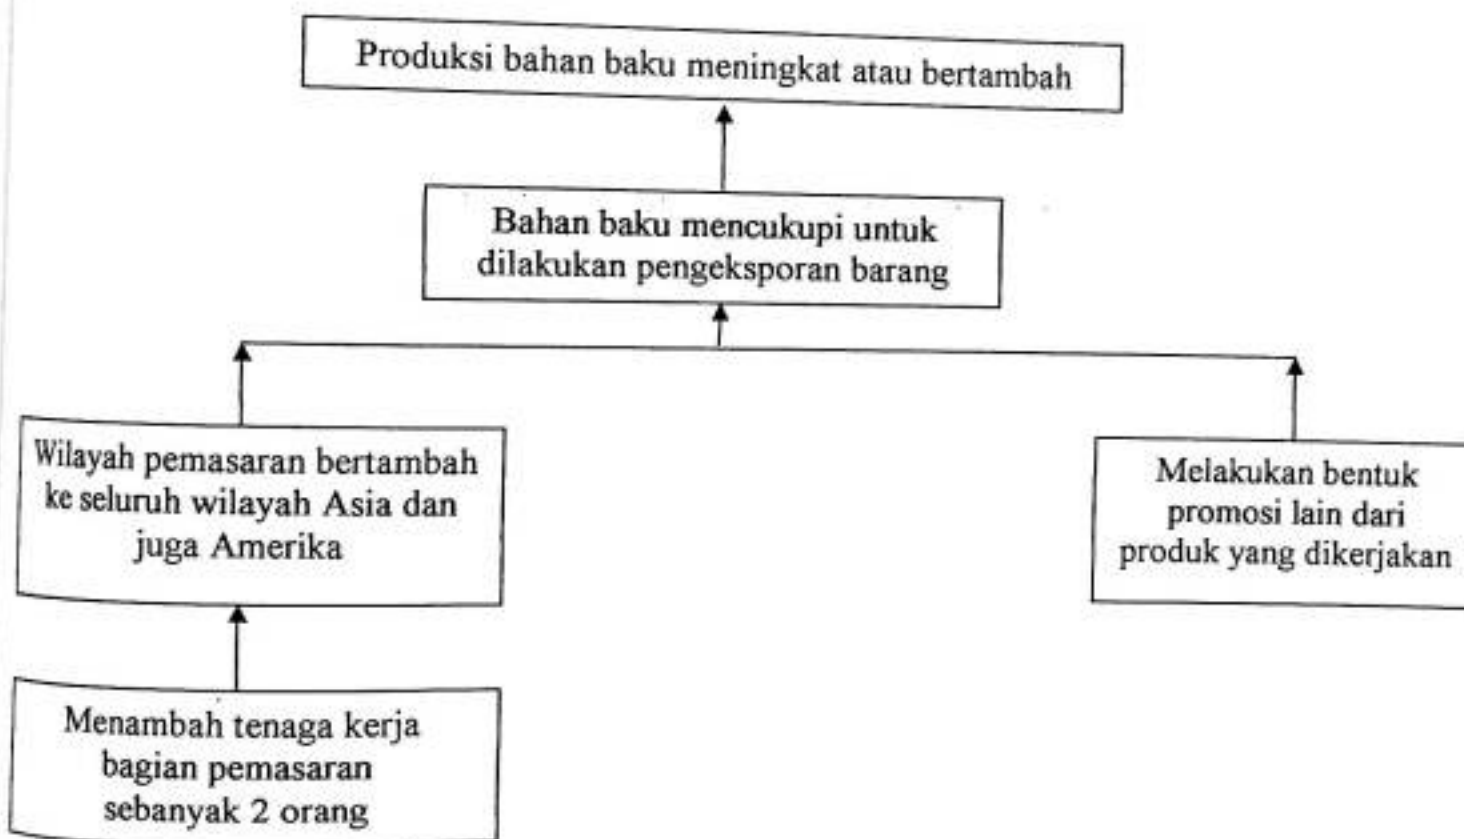 Produksi bahan baku meningkat atau bertambah
Bahan baku mencukupi untuk
dilakukan pengeksporan barang
Wilayah pemasaran bertambah
ke seluruh wilayah Asia dan
juga Amerika
Melakukan bentuk
promosi lain dari
produk yang dikerjakan
Menambah tenaga kerja
bagian pemasaran
sebanyak 2 orang